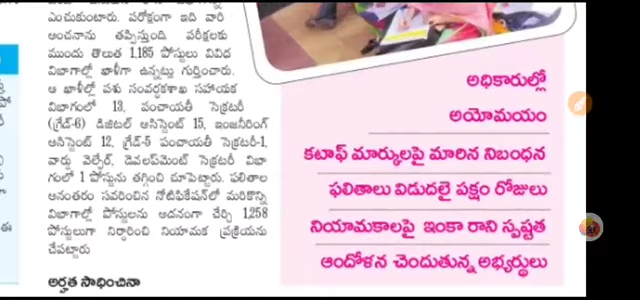 ఎంచుకుంటారు. పరోక్షంగా ఇది వారి
అంచనాను తప్పిస్తుంది. పరీక్షలకు
ముందు తొలుత 1,185 పోస్టులు వివిధ
విభాగాల్లో ఖాళీగా ఉన్నట్టు గుర్తించారు.
ఆ ఖాళీల్లో పశు సంవర్ధకశాఖ సహాయక
విభాగంలో 13, పంచాయతీ సెక్రటరీ
(గ్రేడ్-6) డిజిటల్ అసిస్టెంట్ 15, ఇంజనీరింగ్
అసిస్టెంట్ 12, గ్రేడ్-5 పంచాయతీ సెక్రటరీ-1,
వార్డు వెల్ఫేర్, డెవలప్‌మెంట్ సెక్రటరీ విభా
గంలో 1 పోస్టును తగ్గించి చూపెట్టారు. ఫలితాల
అనంతరం సవరించిన నోటిఫికేషన్‌లో మరికొన్ని
విభాగాల్లో పోస్టులను అదనంగా చేర్చి 1,258
పోస్టులుగా నిర్ధారించి నియామక ప్రక్రియను
చేపట్టారు
అర్హత సాధించినా
అధికారుల్లో
అయోమయం
కటాఫ్ మార్కులపై మారిన నిబంధన
ఫలితాలు విడుదలై పక్షం రోజులు
నియామకాలపై ఇంకా రాని స్పష్టత
ఆందోళన చెందుతున్న అభ్యర్థులు